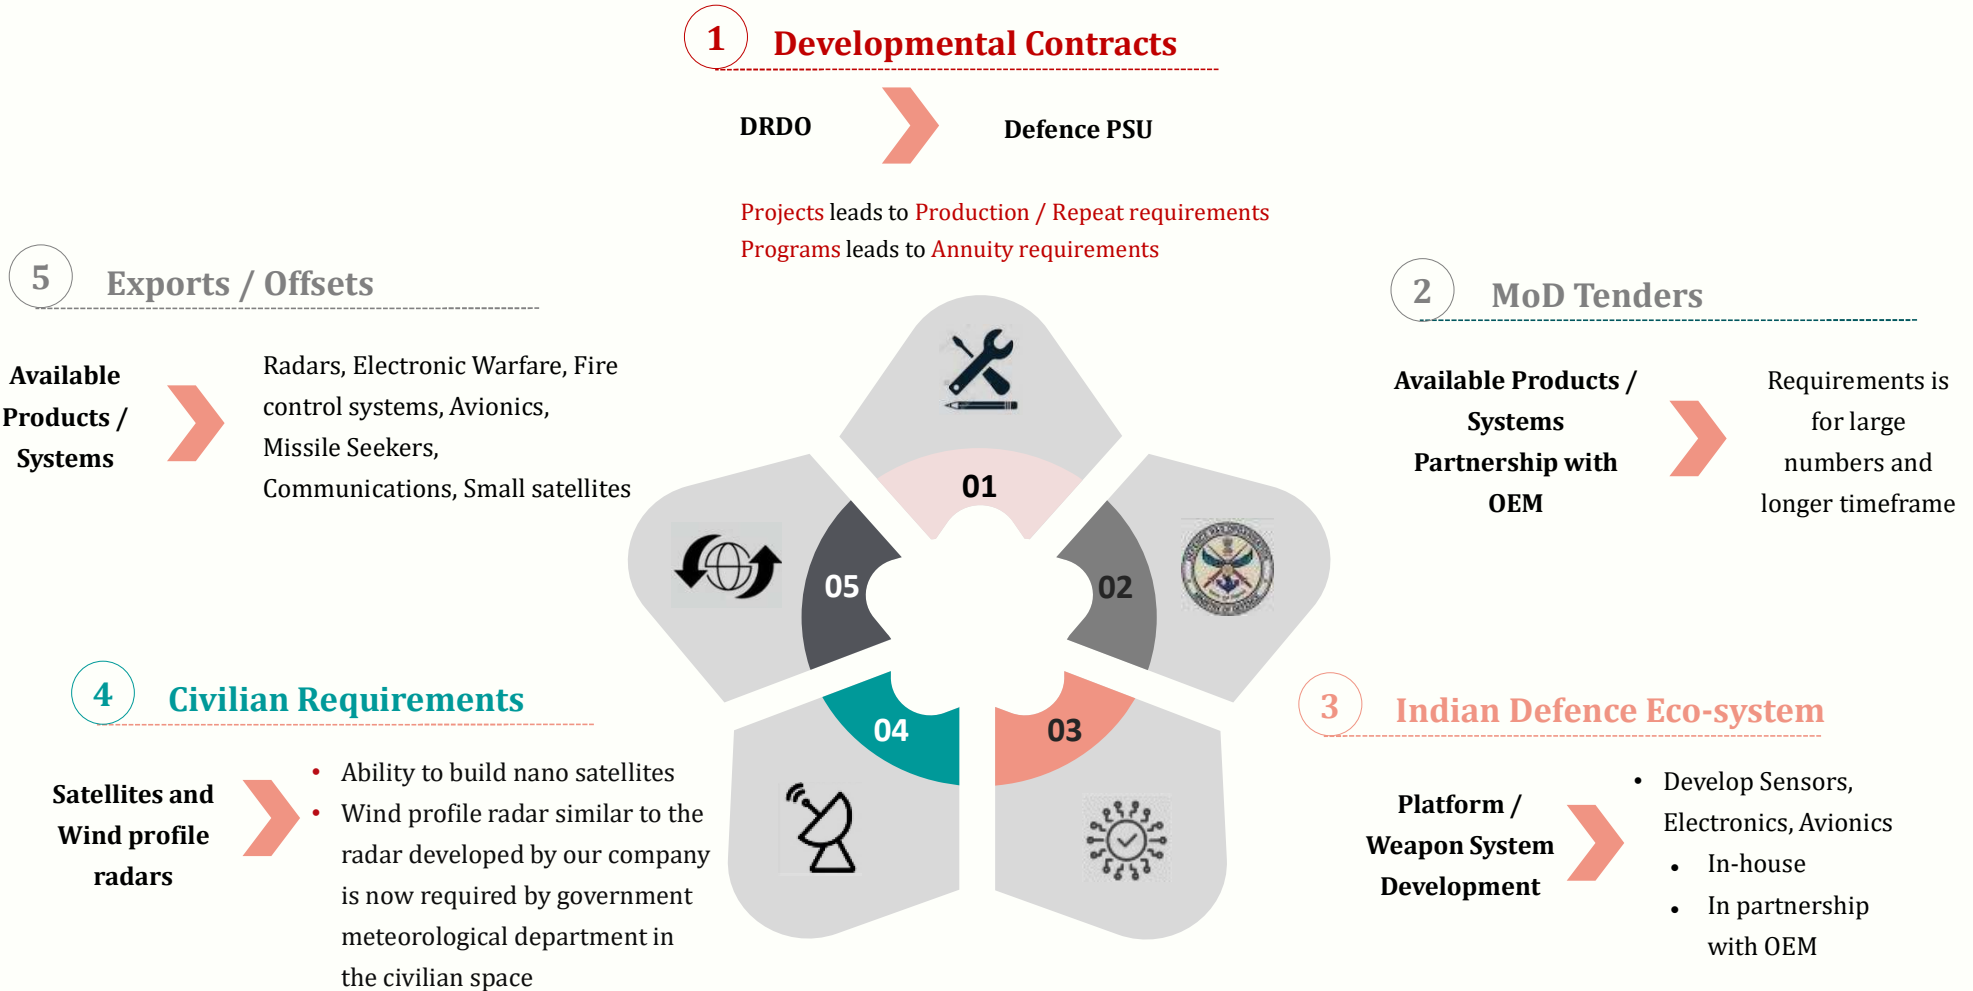 1
Developmental Contracts
DRDO
Defence PSU
Projects leads to Production / Repeat requirements
Programs leads to Annuity requirements
2
MoD Tenders
Available Products /
Systems
Partnership with
OEM
Requirements is
for large
numbers and
longer timeframe
3
Indian Defence Eco-system
Platform /
Weapon System
Development
• Develop Sensors,
Electronics, Avionics
• In-house
• In partnership
with OEM
4
Civilian Requirements
Satellites and
Wind profile
radars
• Ability to build nano satellites
• Wind profile radar similar to the
radar developed by our company
is now required by government
meteorological department in
the civilian space
5
Exports / Offsets
Available
Products /
Systems
Radars, Electronic Warfare, Fire
control systems, Avionics,
Missile Seekers,
Communications, Small satellites
01
02
03
04
05
MINISTRY OF DEFENCE